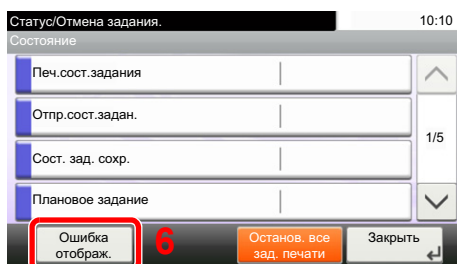 Статус/Отмена задания. 10:10
Состояние
Печ.сост.задания
Отпр.сост.задан.
1/5
Сост. зад. сохр.
Плановое задание
Ошибка отображ.
6
Останов. все зад. печати
Закрыть